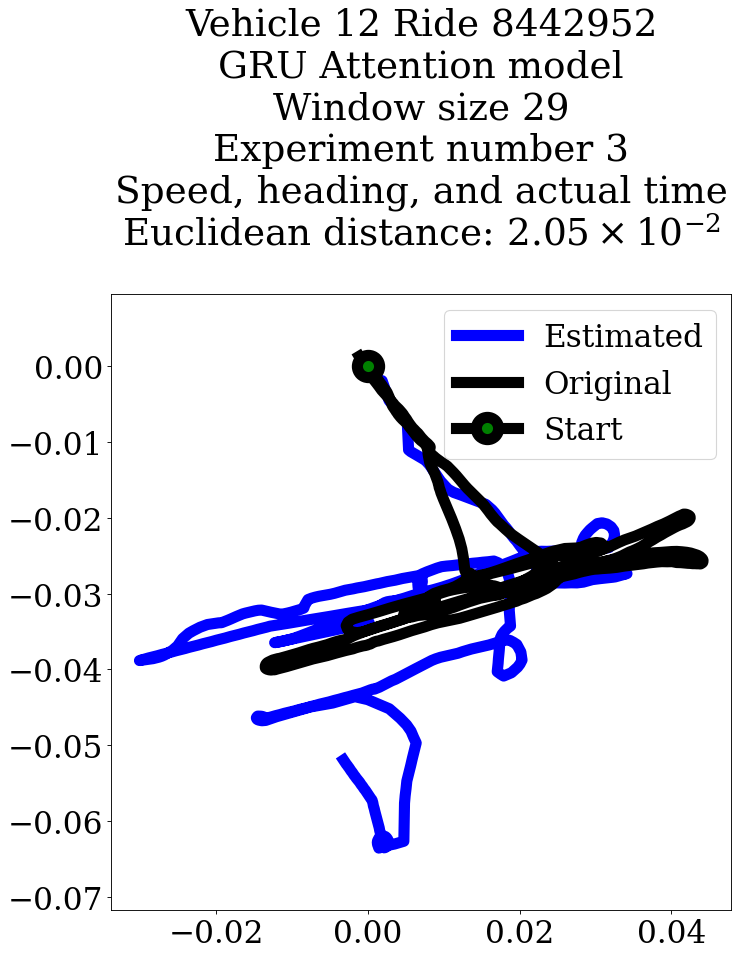 Vehicle 12 Ride 8442952
GRU Attention model
Window size 29
Experiment number 3
Speed, heading, and actual time
Euclidean distance: 2.05 × 10⁻²
Estimated
Original
Start
0.00
−0.01
−0.02
−0.03
−0.04
−0.05
−0.06
−0.07
−0.02 0.00 0.02 0.04